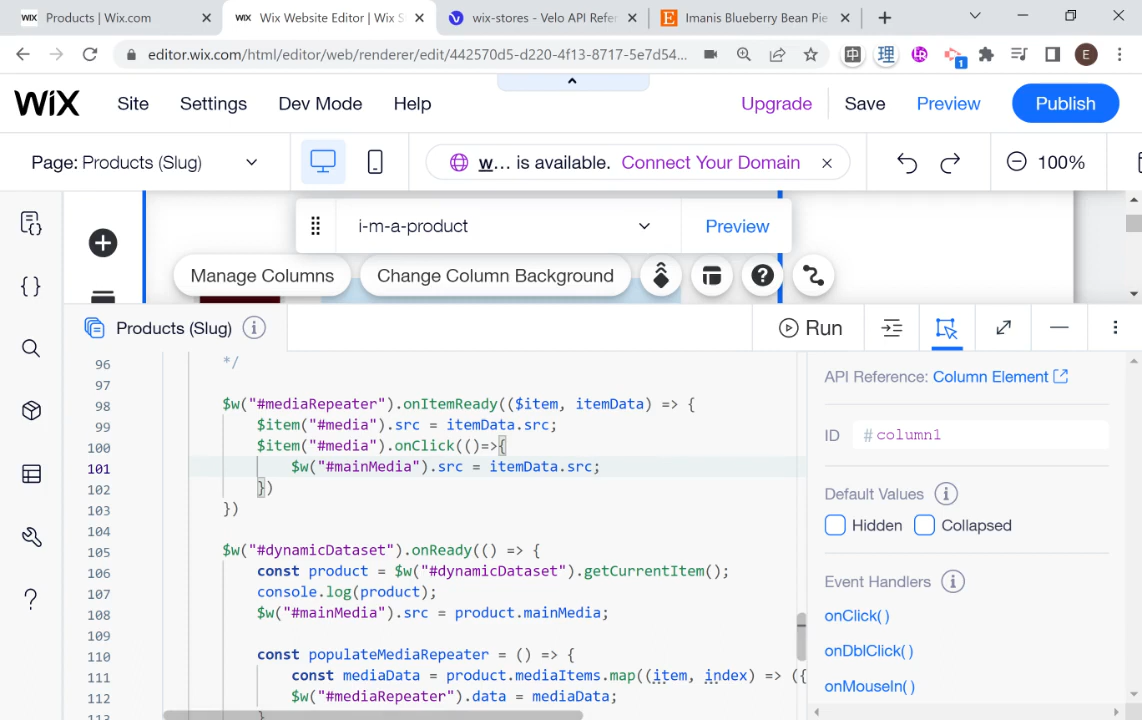 WiX Products | Wix.com
WiX Wix Website Editor | Wix S
wix-stores - Velo API Refer
E Imanis Blueberry Bean Pie
editor.wix.com/html/editor/web/renderer/edit/442570d5-d220-4f13-8717-5e7d54...
1
E
WiX
Site
Settings
Dev Mode
Help
Upgrade
Save
Preview
Publish
Page: Products (Slug)
w... is available. Connect Your Domain
100%
i-m-a-product
Preview
Manage Columns
Change Column Background
?
Products (Slug) i
Run
96 */
97
98 $w("#mediaRepeater").onItemReady(($item, itemData) => {
99 $item("#media").src = itemData.src;
100 $item("#media").onClick(()=>{
101 $w("#mainMedia").src = itemData.src;
102 })
103 })
104
105 $w("#dynamicDataset").onReady(() => {
106 const product = $w("#dynamicDataset").getCurrentItem();
107 console.log(product);
108 $w("#mainMedia").src = product.mainMedia;
109
110 const populateMediaRepeater = () => {
111 const mediaData = product.mediaItems.map((item, index) => ({
112 $w("#mediaRepeater").data = mediaData;
113 }
API Reference: Column Element
ID # column1
Default Values i
Hidden
Collapsed
Event Handlers i
onClick( )
onDblClick( )
onMouseIn( )